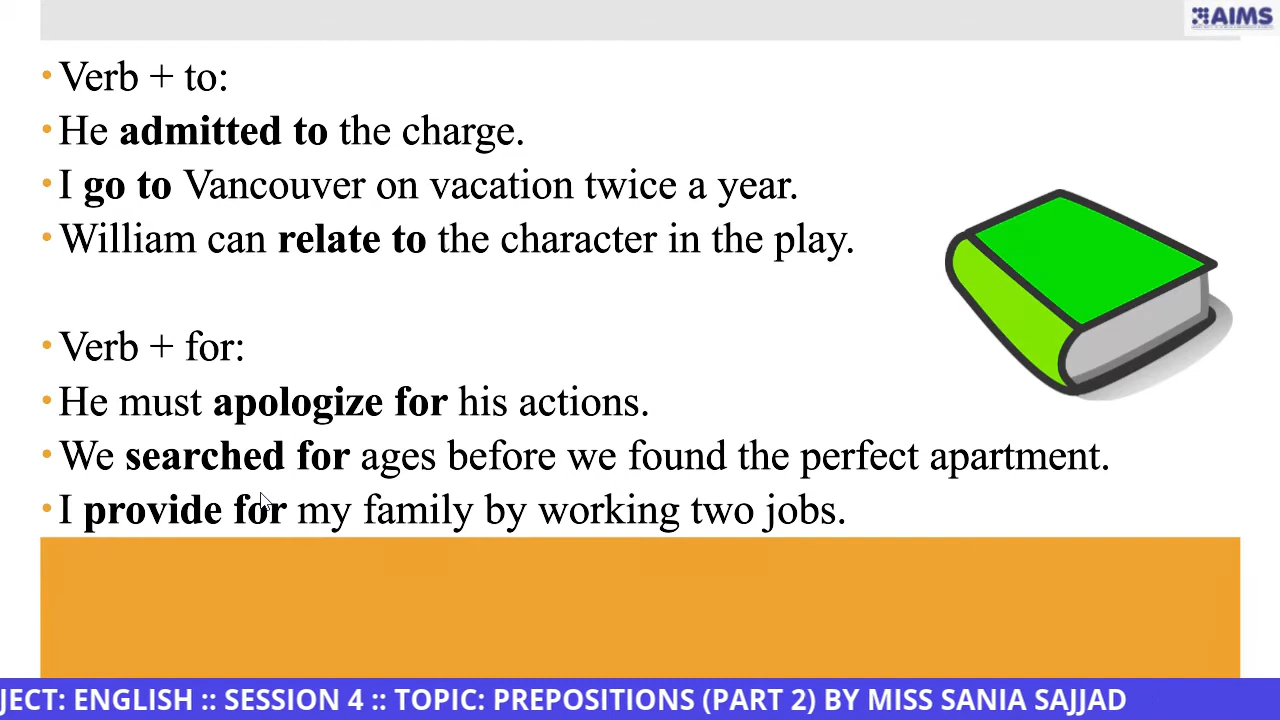 AIMS
• Verb + to:
• He admitted to the charge.
• I go to Vancouver on vacation twice a year.
• William can relate to the character in the play.
• Verb + for:
• He must apologize for his actions.
• We searched for ages before we found the perfect apartment.
• I provide for my family by working two jobs.
JECT: ENGLISH :: SESSION 4 :: TOPIC: PREPOSITIONS (PART 2) BY MISS SANIA SAJJAD